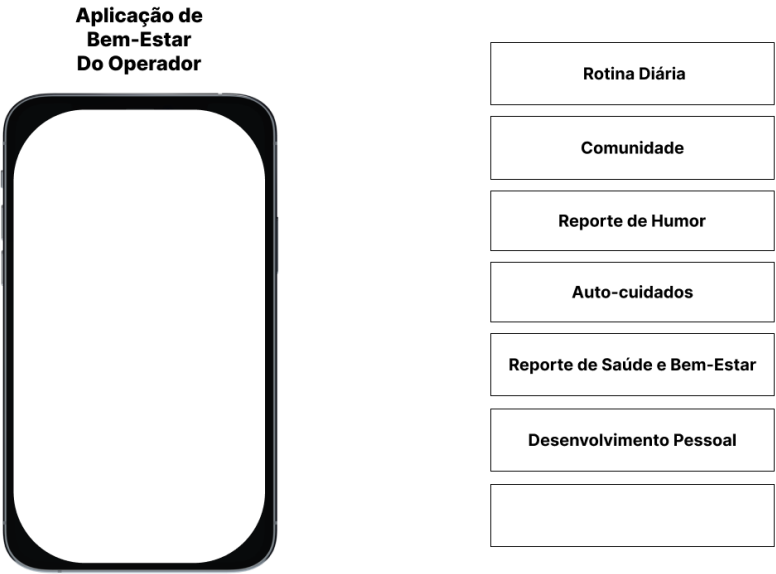 Aplicação de
Bem-Estar
Do Operador
Rotina Diária
Comunidade
Reporte de Humor
Auto-cuidados
Reporte de Saúde e Bem-Estar
Desenvolvimento Pessoal